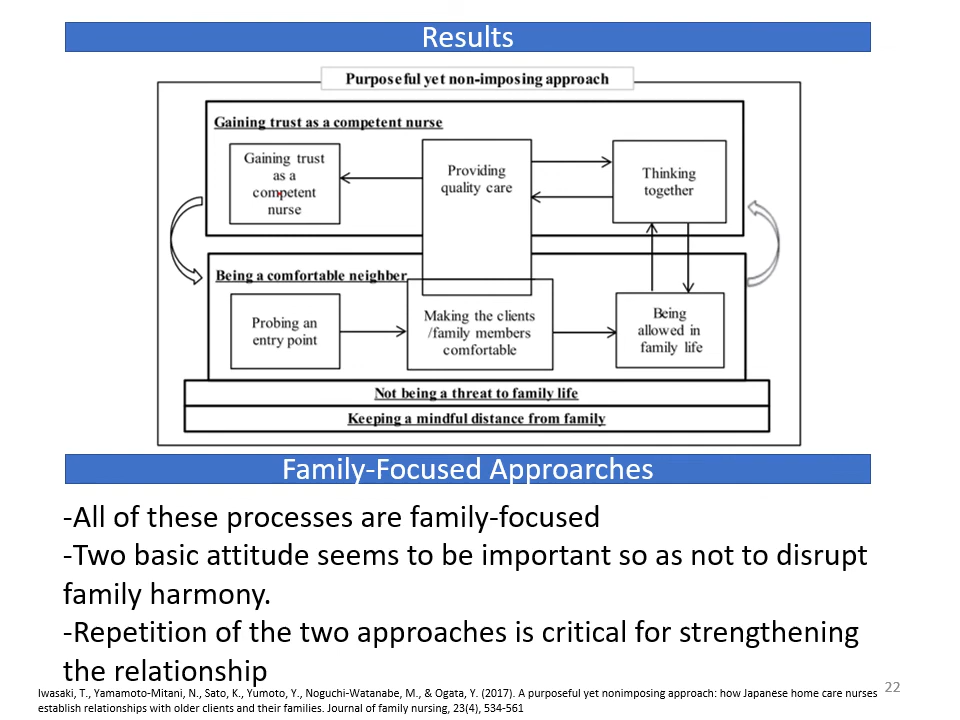 Results
Purposeful yet non-imposing approach
Gaining trust as a competent nurse
Gaining trust
as a
competent
nurse
Providing
quality care
Thinking
together
Being a comfortable neighber
Probing an
entry point
Making the clients
/family members
comfortable
Being
allowed in
family life
Not being a threat to family life
Keeping a mindful distance from family
Family-Focused Approarches
-All of these processes are family-focused
-Two basic attitude seems to be important so as not to disrupt
family harmony.
-Repetition of the two approaches is critical for strengthening
the relationship
Iwasaki, T., Yamamoto-Mitani, N., Sato, K., Yumoto, Y., Noguchi-Watanabe, M., & Ogata, Y. (2017). A purposeful yet nonimposing approach: how Japanese home care nurses
establish relationships with older clients and their families. Journal of family nursing, 23(4), 534-561
22